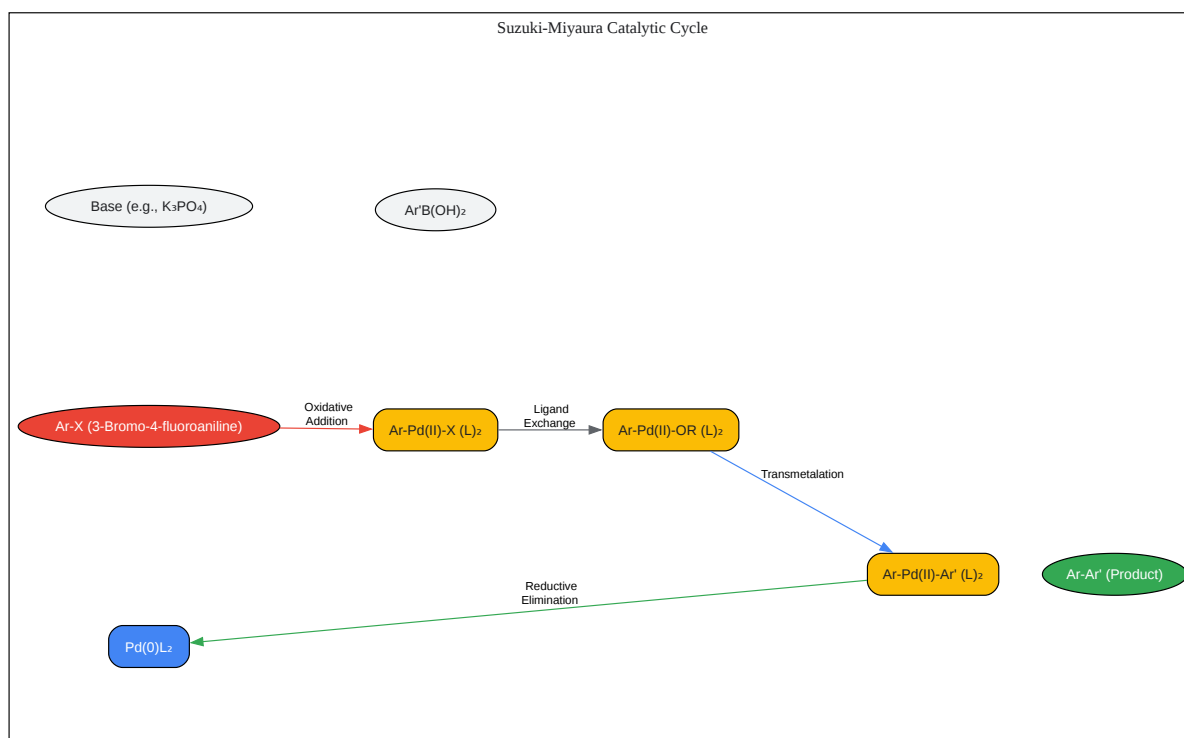 Suzuki-Miyaura Catalytic Cycle
Base (e.g., K₃PO₄)
Ar'B(OH)₂
Ar-X (3-Bromo-4-fluoroaniline)
Oxidative
Addition
Ar-Pd(II)-X (L)₂
Ligand
Exchange
Ar-Pd(II)-OR (L)₂
Transmetalation
Ar-Pd(II)-Ar' (L)₂
Ar-Ar' (Product)
Reductive
Elimination
Pd(0)L₂